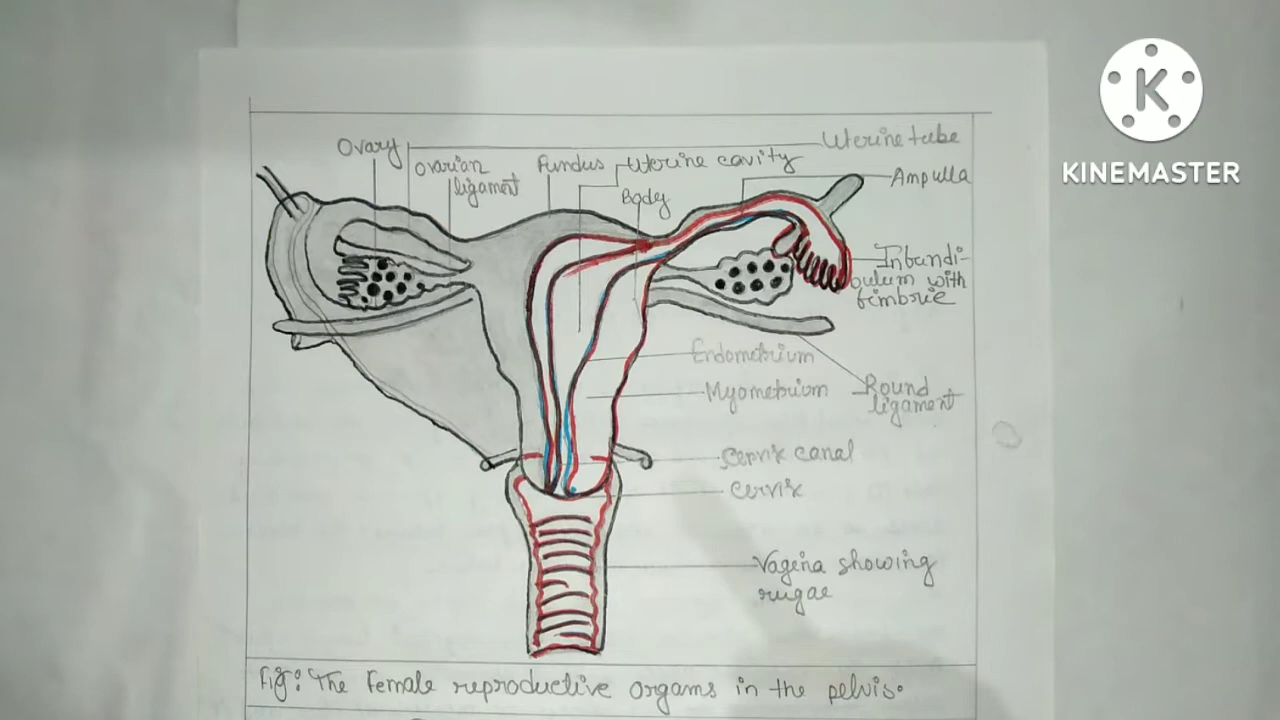 Ovary
Uterine tube
Ovarian
ligament
Fundus
Uterine cavity
Body
Ampulla
Infundi-
bulum with
fimbrie
Endometrium
Myometrium
Round
ligament
Cervix canal
Cervix
Vagina showing
rugae
Fig: The Female reproductive organs in the pelvis.
K
KINEMASTER